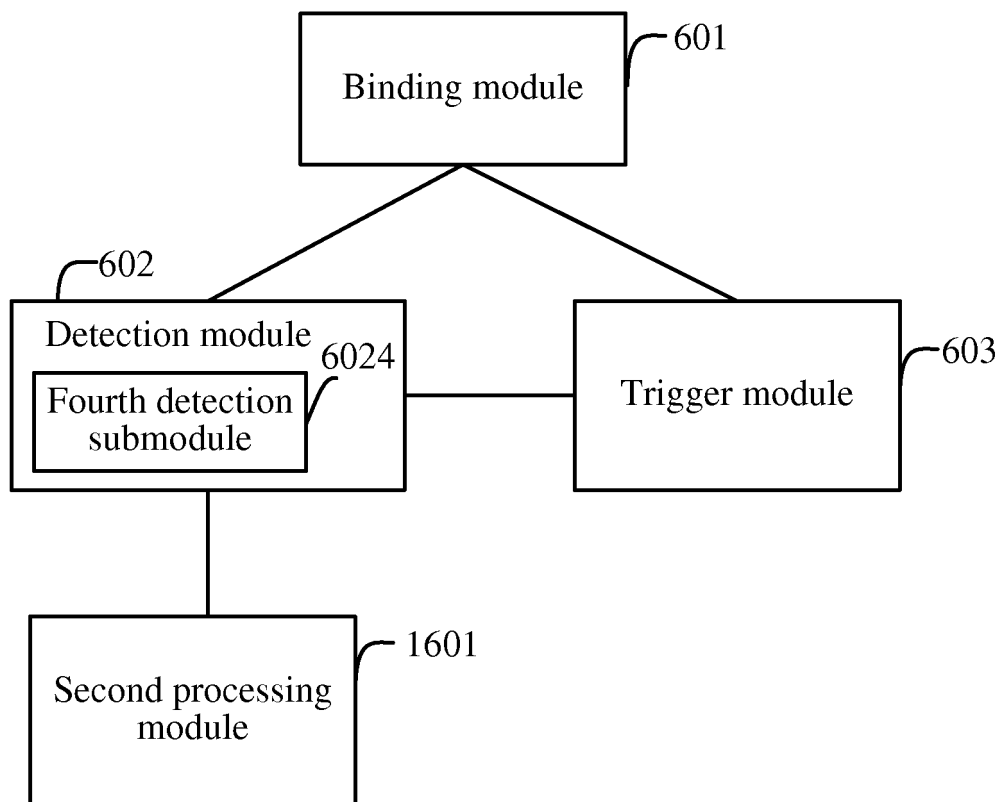 601
Binding module
602
Detection module
6024
Fourth detection
submodule
603
Trigger module
1601
Second processing
module